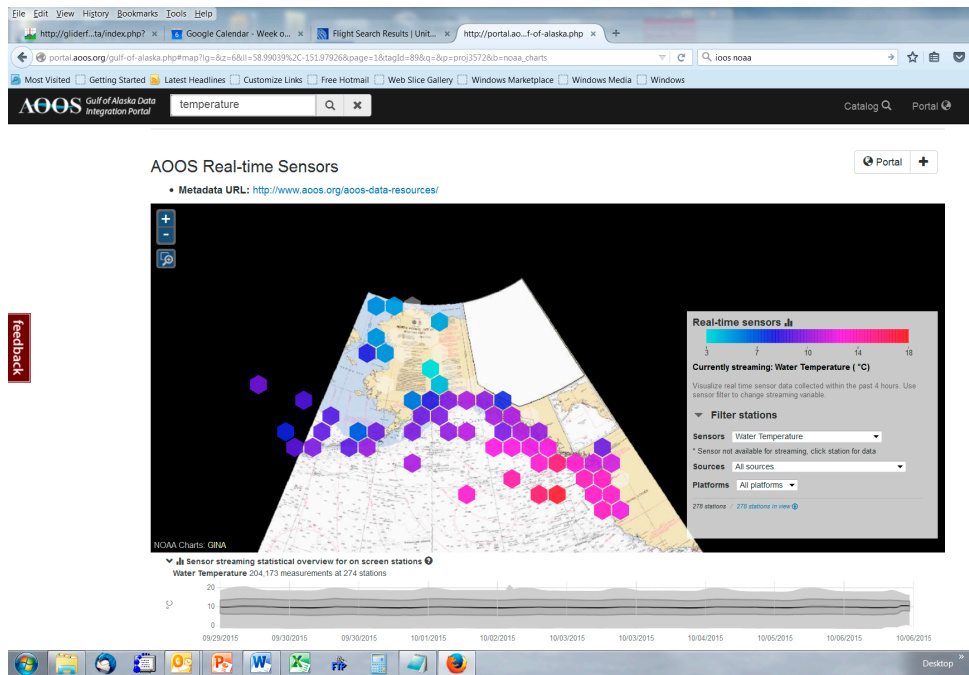 File Edit View History Bookmarks Tools Help
http://gliderf...ta/index.php? × Google Calendar - Week o... × Flight Search Results | Unit... × http://portal.ao...f-of-alaska.php × +
portal.aoos.org/gulf-of-alaska.php#map?lg=&z=6&ll=58.99039%2C-151.97926&page=1&tagId=89&q=&p=proj3572&b=noaa_charts ioos noaa
Most Visited Getting Started Latest Headlines Customize Links Free Hotmail Web Slice Gallery Windows Marketplace Windows Media Windows
AOOS Gulf of Alaska Data Integration Portal temperature Catalog Portal
AOOS Real-time Sensors
Portal +
• Metadata URL: http://www.aoos.org/aoos-data-resources/
+
-
feedback
Real-time sensors
3 7 10 14 18
Currently streaming: Water Temperature ( °C)
Visualize real time sensor data collected within the past 4 hours. Use
sensor filter to change streaming variable.
Filter stations
Sensors Water Temperature
* Sensor not available for streaming, click station for data
Sources All sources
Platforms All platforms
278 stations / 278 stations in view
NOAA Charts: GINA
Sensor streaming statistical overview for on screen stations
Water Temperature 204,173 measurements at 274 stations
°C
20
10
0
09/29/2015 09/30/2015 09/30/2015 10/01/2015 10/02/2015 10/03/2015 10/03/2015 10/04/2015 10/05/2015 10/06/2015 10/06/2015
FTP Desktop »